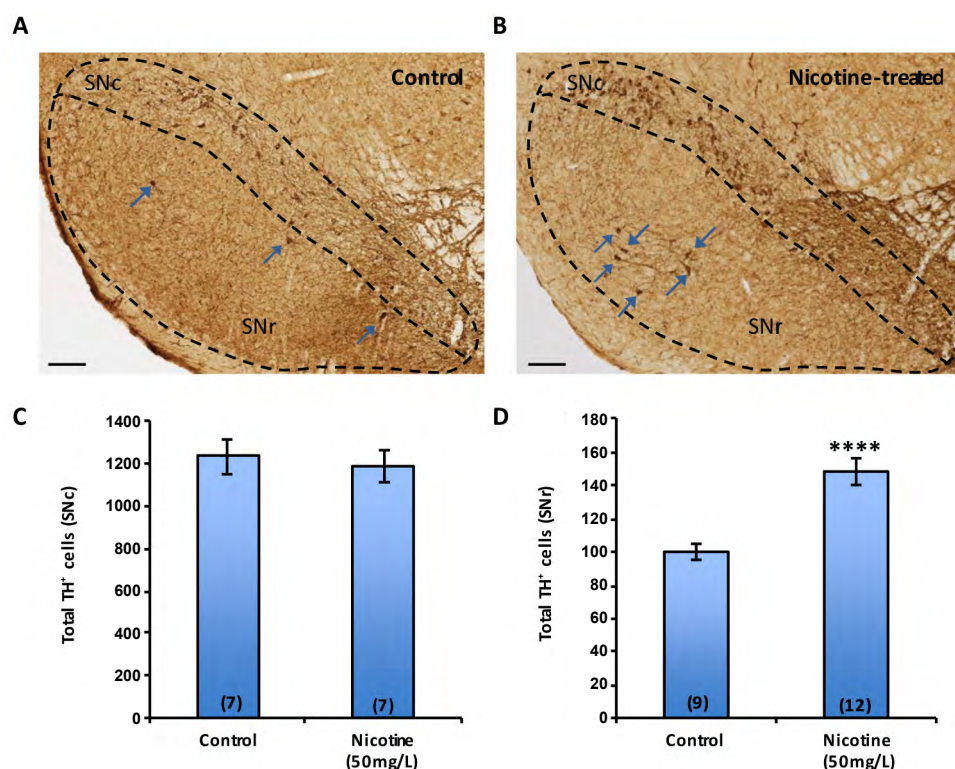 A
B
SNc
Control
SNr
SNc
Nicotine-treated
SNr
C
Total TH+ cells (SNc)
1400
1200
1000
800
600
400
200
0
(7)
(7)
Control
Nicotine
(50mg/L)
D
Total TH+ cells (SNr)
180
160
140
120
100
80
60
40
20
0
****
(9)
(12)
Control
Nicotine
(50mg/L)